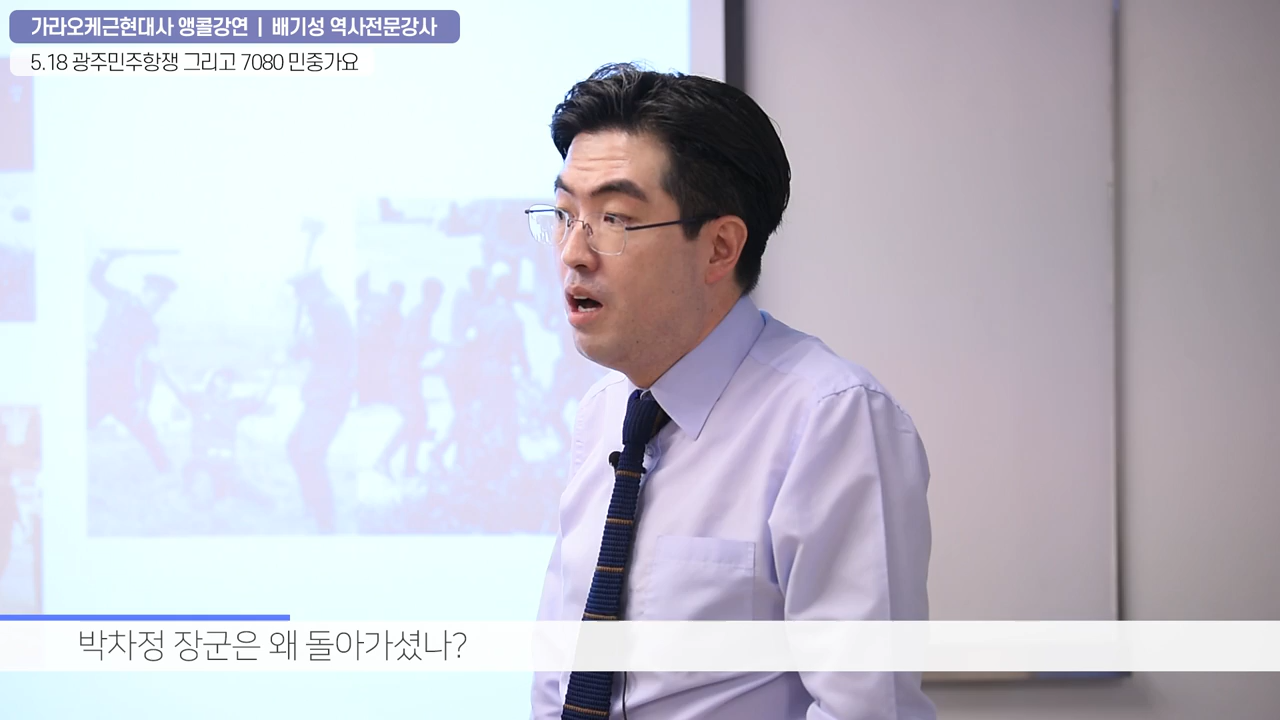 가라오케근현대사 앵콜강연 | 배기성 역사전문강사
5.18 광주민주항쟁 그리고 7080 민중가요
박차정 장군은 왜 돌아가셨나?